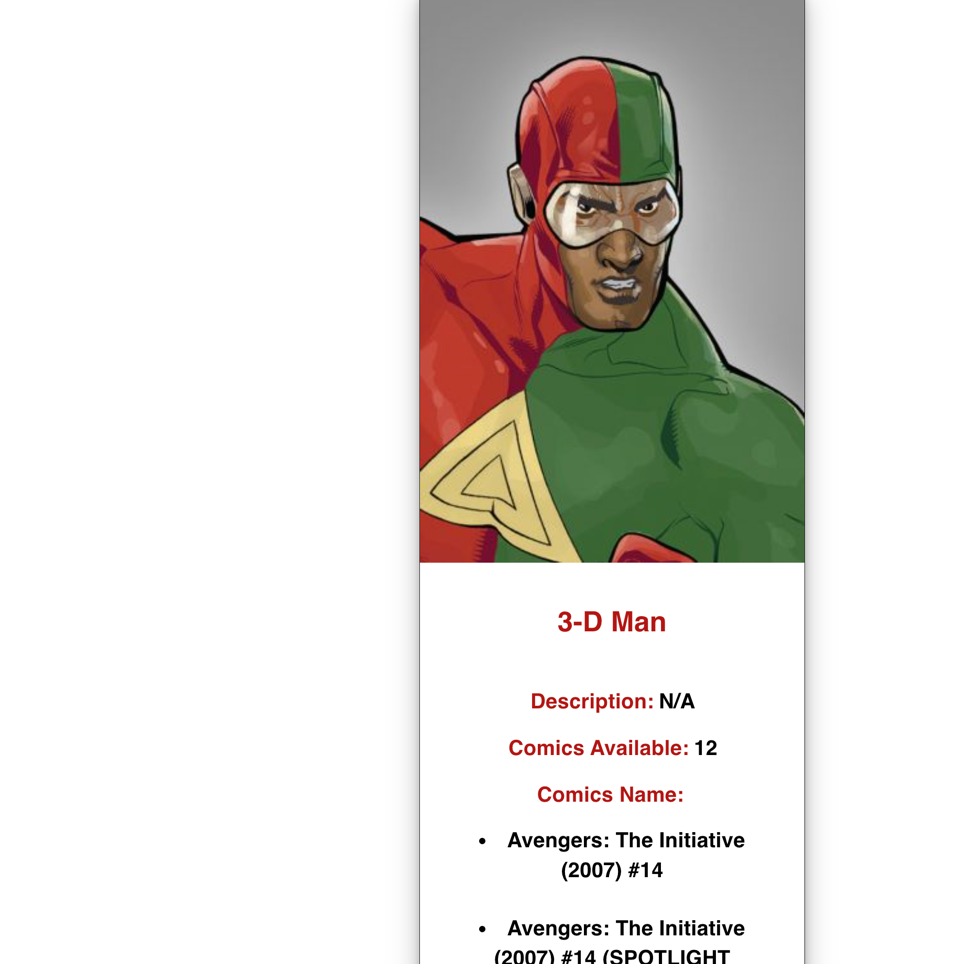 3-D Man
Description: N/A
Comics Available: 12
Comics Name:
• Avengers: The Initiative
(2007) #14
• Avengers: The Initiative
(2007) #14 (SPOTLIGHT